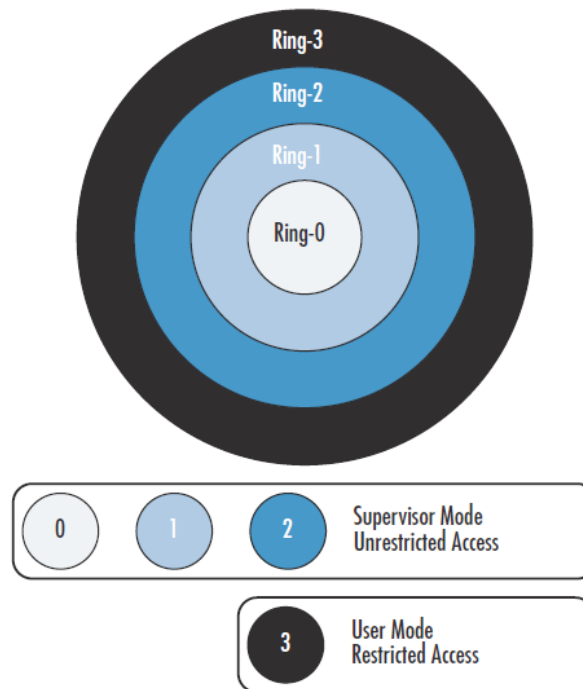 Ring-3
Ring-2
Ring-1
Ring-0
0
1
2
Supervisor Mode
Unrestricted Access
3
User Mode
Restricted Access